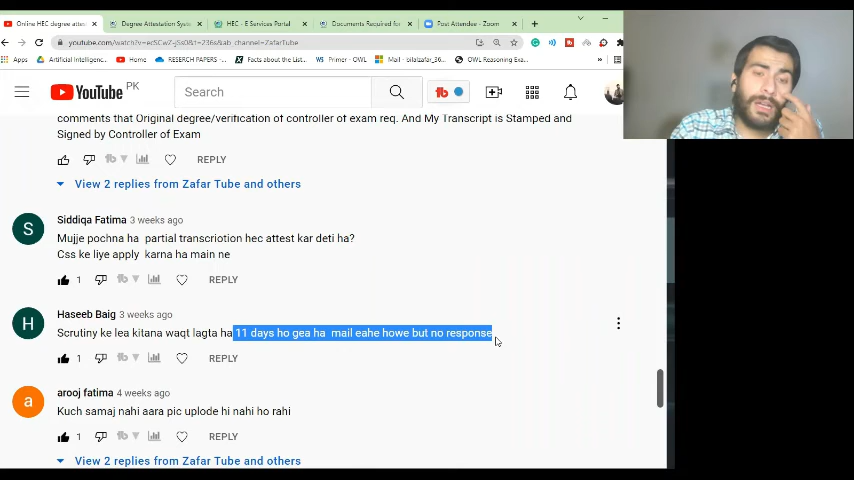 Online HEC degree attes
Degree Attestation Syst
HEC - E Services Portal
Documents Required for
Post Attendee - Zoom
youtube.com/watch?v=ecSCwZ-jSs0&t=236s&ab_channel=ZafarTube
Apps
Artificial Intelligenc...
Home
RESERCH PAPERS -...
Facts about the List...
Primer - OWL
Mail - bilalzafar_36...
OWL Reasoning Exa...
YouTube PK
Search
comments that Original degree/verification of controller of exam req. And My Transcript is Stamped and
Signed by Controller of Exam
REPLY
View 2 replies from Zafar Tube and others
S
Siddiqa Fatima 3 weeks ago
Mujje pochna ha partial transcriotion hec attest kar deti ha?
Css ke liye apply karna ha main ne
1 REPLY
H
Haseeb Baig 3 weeks ago
Scrutiny ke lea kitana waqt lagta ha 11 days ho gea ha mail eahe howe but no response
1 REPLY
a
arooj fatima 4 weeks ago
Kuch samaj nahi aara pic uplode hi nahi ho rahi
1 REPLY
View 2 replies from Zafar Tube and others